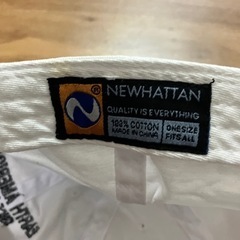 NEWHATTAN
QUALITY IS EVERYTHING
100% COTTON
MADE IN CHINA
ONE SIZE
FITS ALL